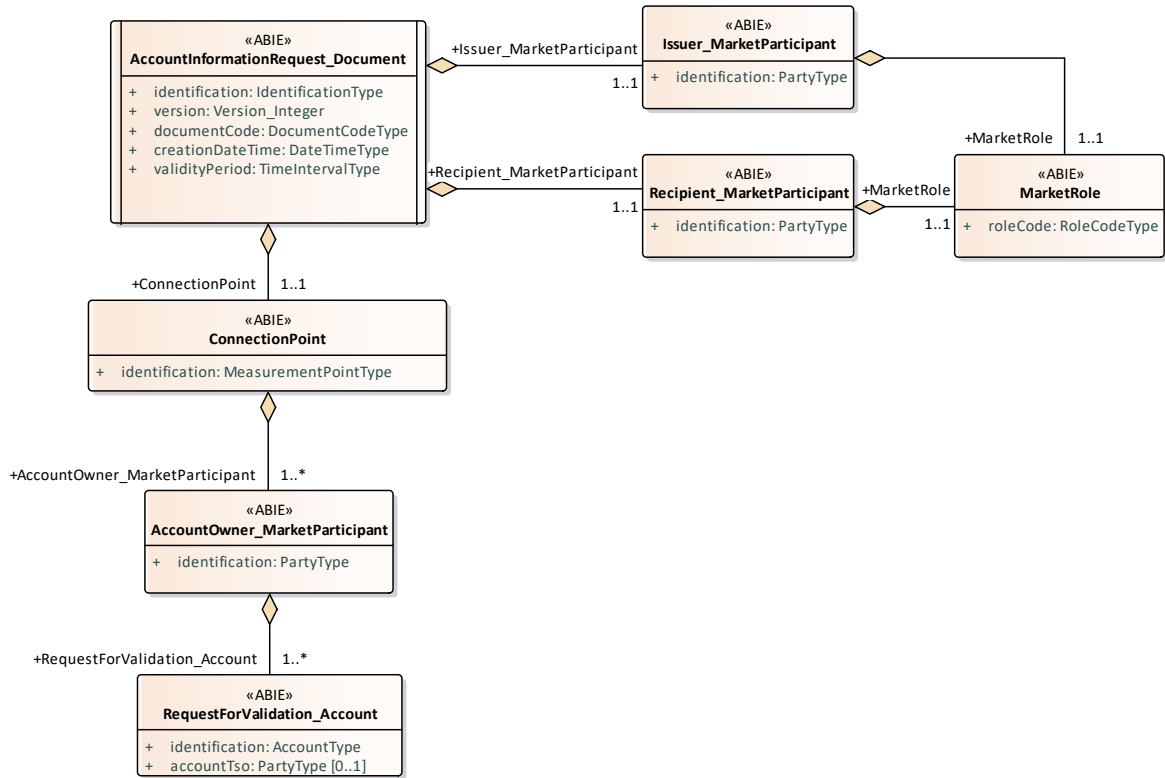 «ABIE»
AccountInformationRequest_Document
+ identification: IdentificationType
+ version: Version_Integer
+ documentCode: DocumentCodeType
+ creationDateTime: DateTimeType
+ validityPeriod: TimeIntervalType
+Issuer_MarketParticipant
1..1
«ABIE»
Issuer_MarketParticipant
+ identification: PartyType
+MarketRole 1..1
+Recipient_MarketParticipant
1..1
«ABIE»
Recipient_MarketParticipant
+ identification: PartyType
+MarketRole
1..1
«ABIE»
MarketRole
+ roleCode: RoleCodeType
+ConnectionPoint 1..1
«ABIE»
ConnectionPoint
+ identification: MeasurementPointType
+AccountOwner_MarketParticipant 1..*
«ABIE»
AccountOwner_MarketParticipant
+ identification: PartyType
+RequestForValidation_Account 1..*
«ABIE»
RequestForValidation_Account
+ identification: AccountType
+ accountTso: PartyType [0..1]